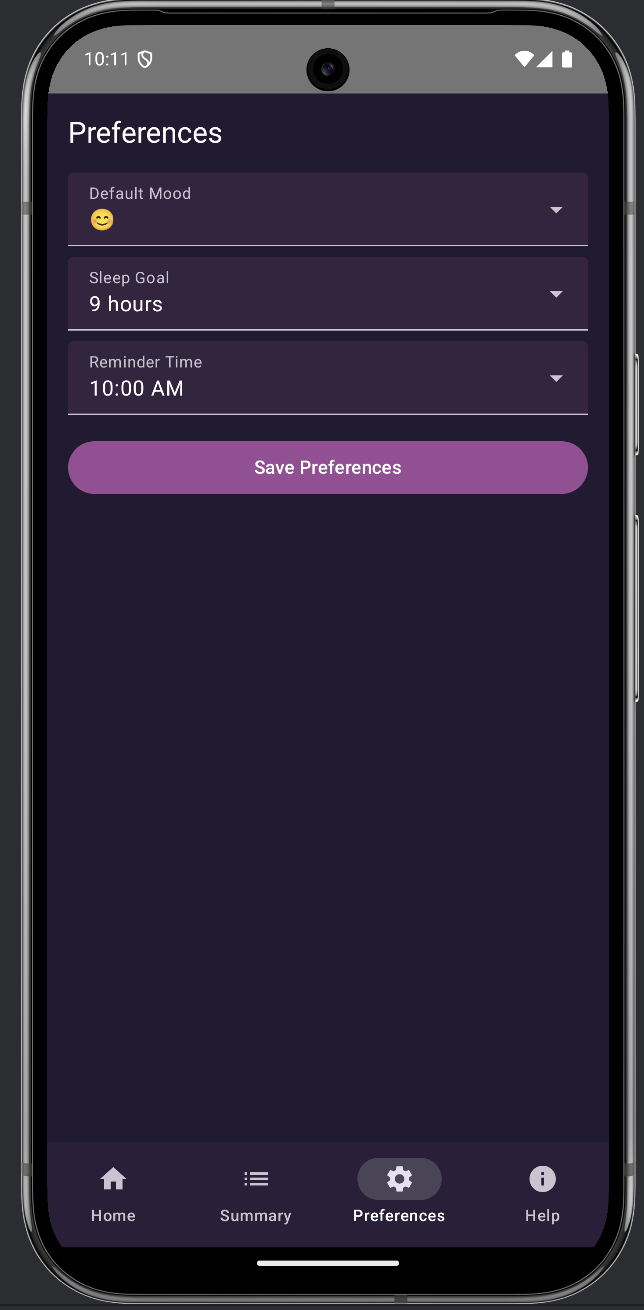 10:11
Preferences
Default Mood
😊
Sleep Goal
9 hours
Reminder Time
10:00 AM
Save Preferences
Home
Summary
Preferences
Help